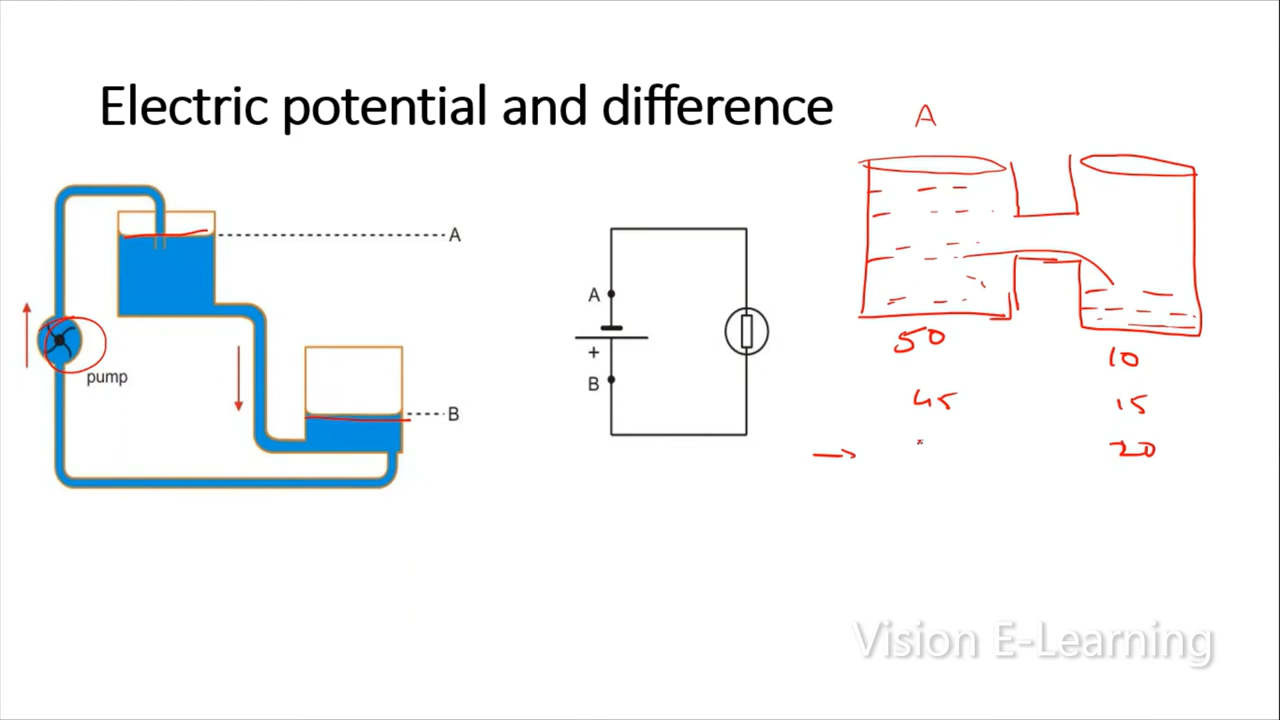 Electric potential and difference
A
A
B
pump
A
+
B
50
10
45
15
20
Vision E-Learning